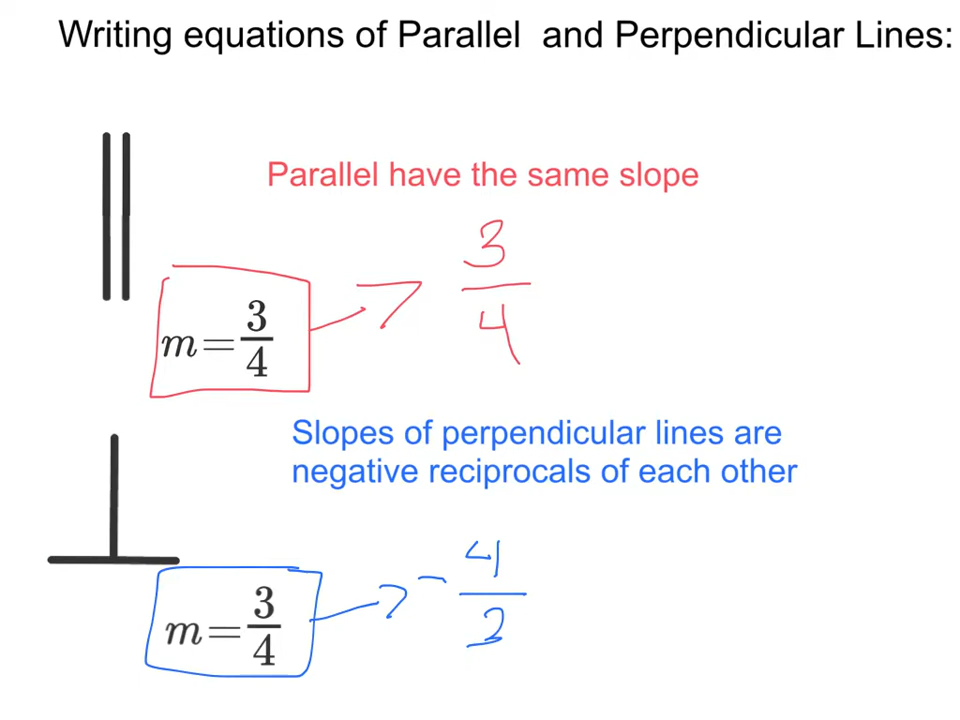 Writing equations of Parallel and Perpendicular Lines:
Parallel have the same slope
m = 3/4 → 3/4
Slopes of perpendicular lines are
negative reciprocals of each other
m = 3/4 → - 4/3